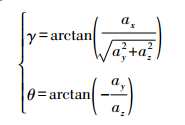 γ=arctan(aₓ/√(a_y²+a_z²))
θ=arctan(−a_y/a_z)